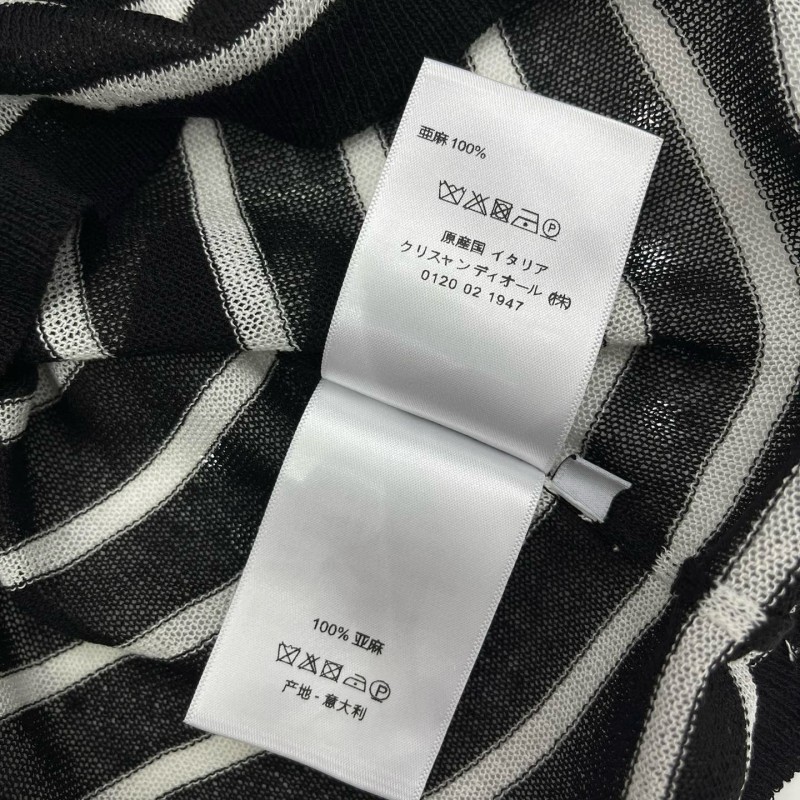 亜麻 100%
P
原産国 イタリア
クリスャン ディオール (株)
0120 02 1947
100% 亚麻
P
产地 - 意大利